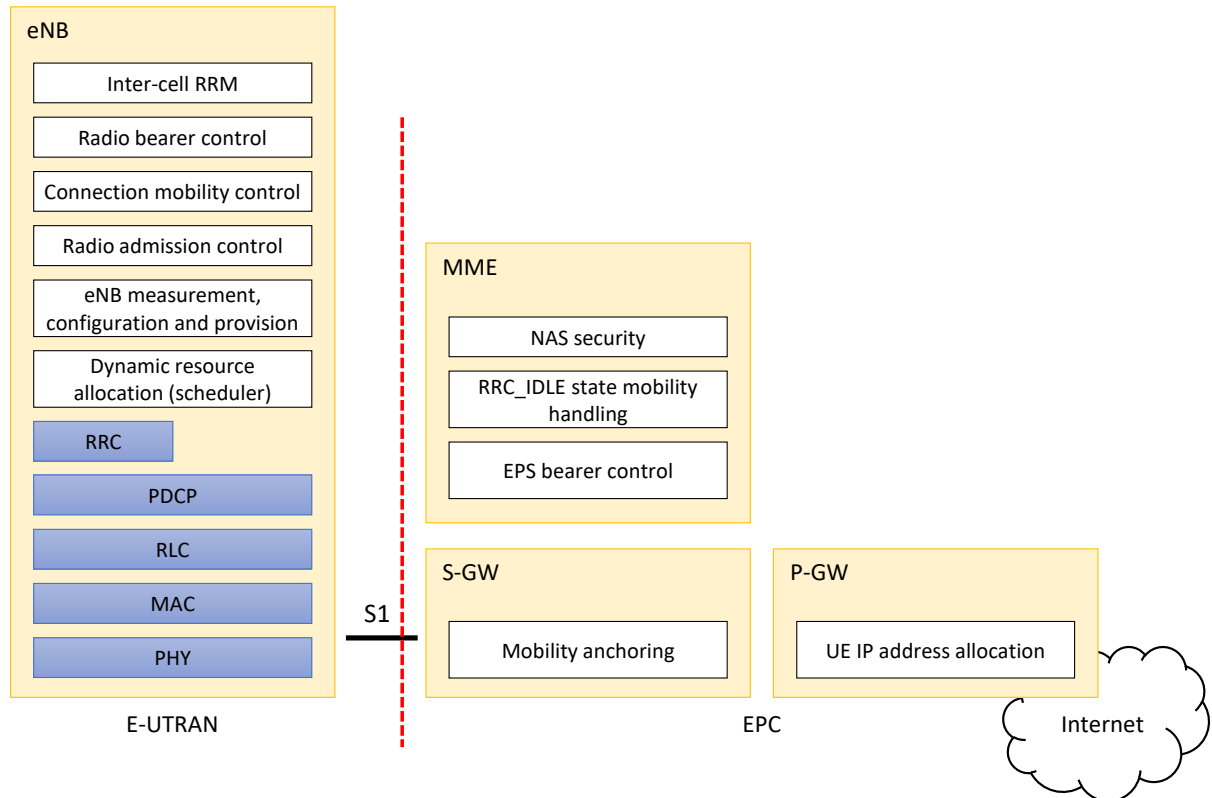 eNB
Inter-cell RRM
Radio bearer control
Connection mobility control
Radio admission control
eNB measurement,
configuration and provision
Dynamic resource
allocation (scheduler)
RRC
PDCP
RLC
MAC
PHY
E-UTRAN
S1
MME
NAS security
RRC_IDLE state mobility
handling
EPS bearer control
S-GW
Mobility anchoring
P-GW
UE IP address allocation
EPC
Internet